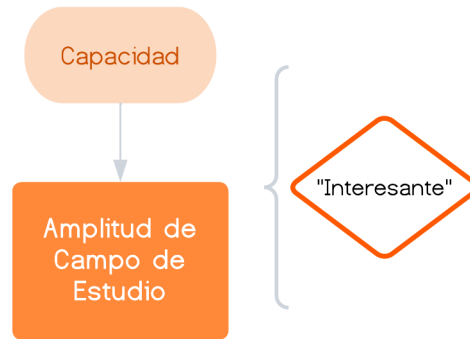 Capacidad
Amplitud de
Campo de
Estudio
"Interesante"